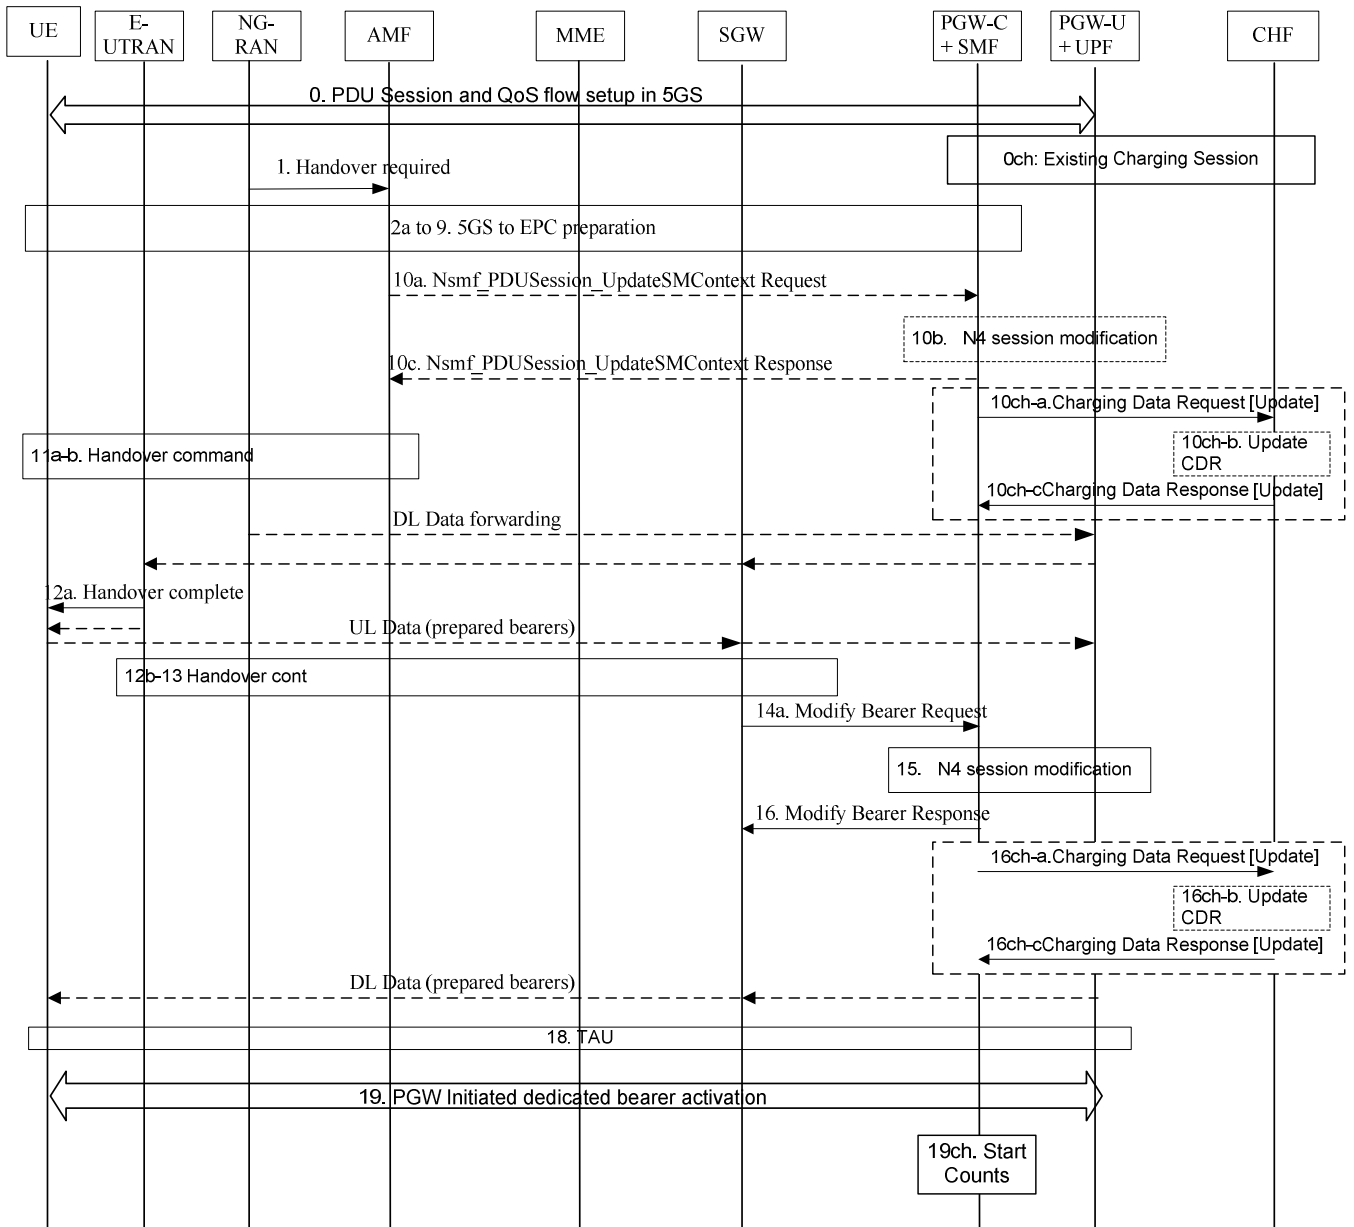 UE
E-
UTRAN
NG-
RAN
AMF
MME
SGW
PGW-C
+ SMF
PGW-U
+ UPF
CHF
0. PDU Session and QoS flow setup in 5GS
0ch: Existing Charging Session
1. Handover required
2a to 9. 5GS to EPC preparation
10a. Nsmf_PDUSession_UpdateSMContext Request
10b. N4 session modification
10c. Nsmf_PDUSession_UpdateSMContext Response
10ch-a.Charging Data Request [Update]
11a-b. Handover command
10ch-b. Update
CDR
10ch-cCharging Data Response [Update]
DL Data forwarding
12a. Handover complete
UL Data (prepared bearers)
12b-13 Handover cont
14a. Modify Bearer Request
15. N4 session modification
16. Modify Bearer Response
16ch-a.Charging Data Request [Update]
16ch-b. Update
CDR
16ch-cCharging Data Response [Update]
DL Data (prepared bearers)
18. TAU
19. PGW Initiated dedicated bearer activation
19ch. Start
Counts